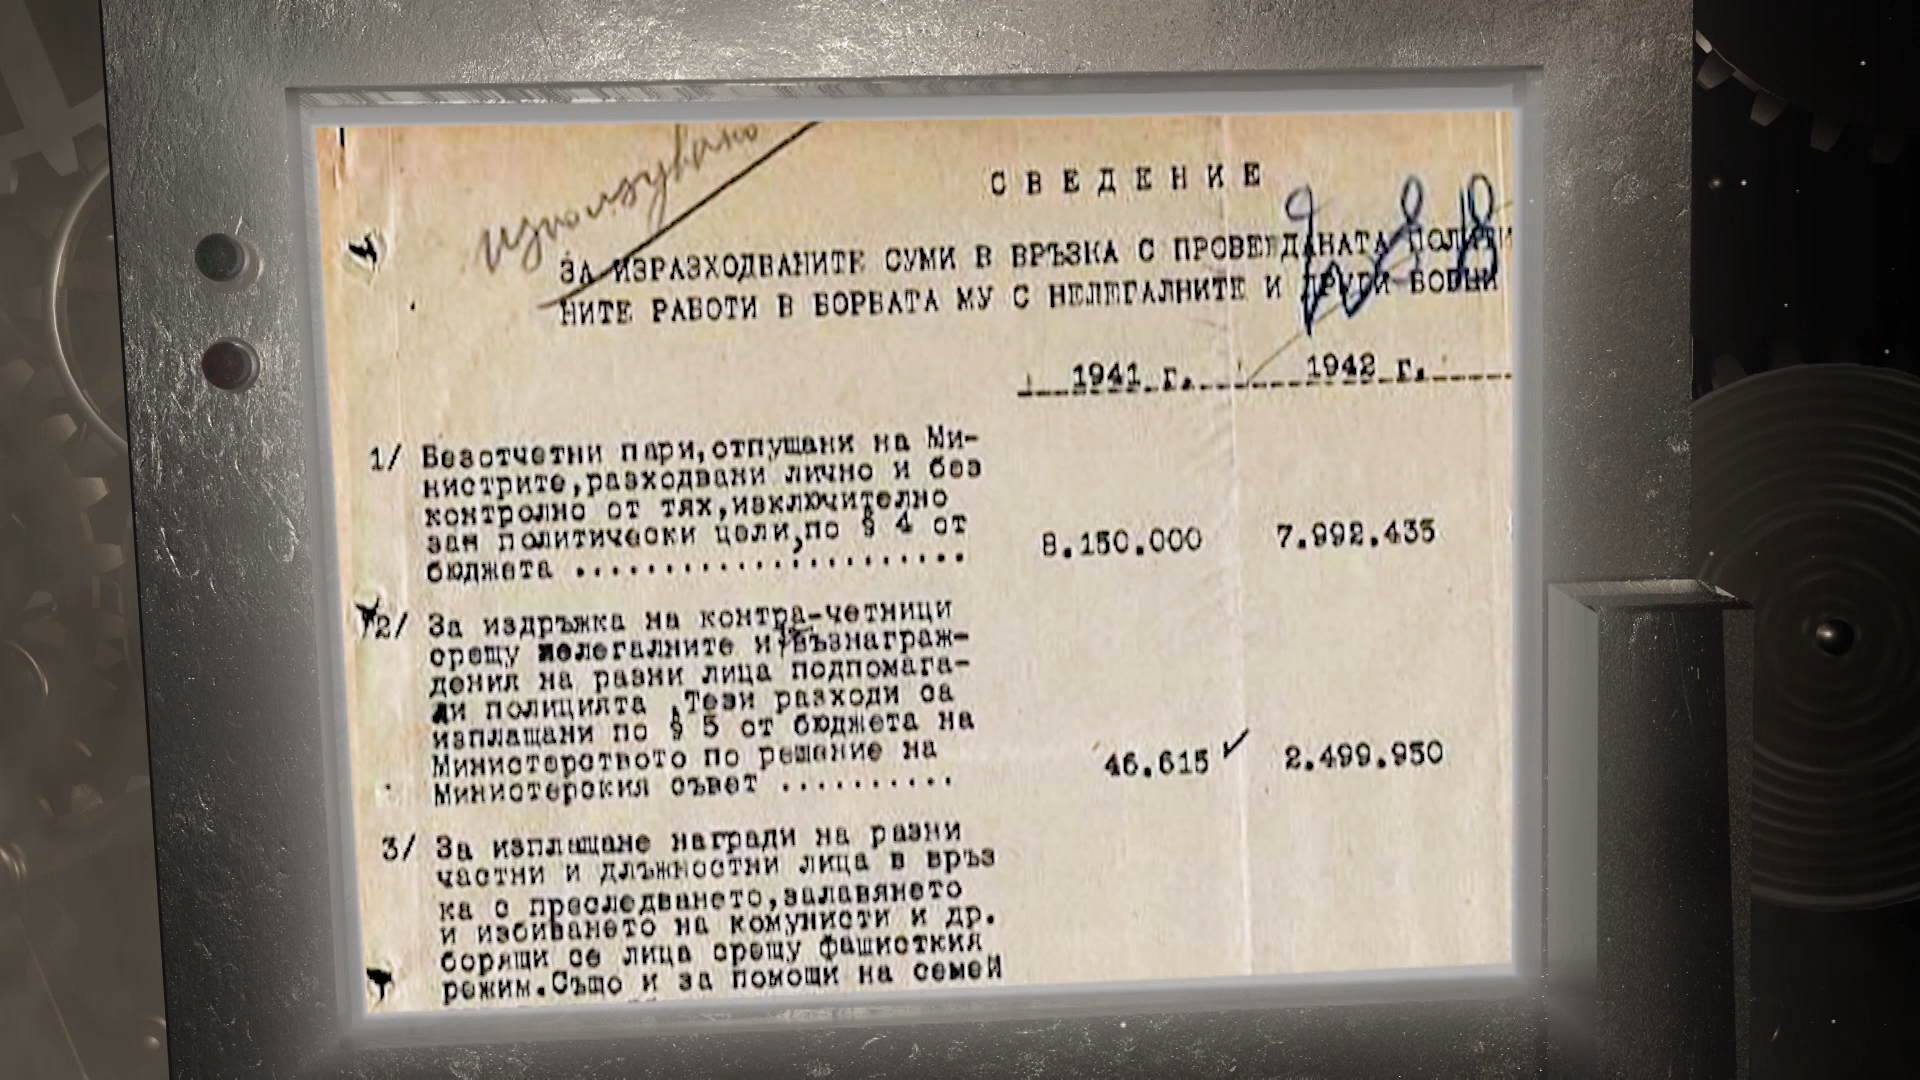 използувано
СВЕДЕНИЕ
ЗА ИЗРАЗХОДВАНИТЕ СУМИ В ВРЪЗКА С ПРОВЕЖДАНАТА
НИТЕ РАБОТИ В БОРБАТА МУ С НЕЛЕГАЛНИТЕ И ДРУГИ
1941 г. 1942 г.
1/ Безотчетни пари,отпущани на Ми-
нистрите,разходвани лично и без
контролно от тях,изключително
зам политически цели,по § 4 от
бюджета ...................... 8.150.000 7.992.435
2/ За издръжка на контра-четници
срещу нелегалните и възнаграж-
дения на разни лица подпомага-
ли полицията .Тези разходи са
изплащани по § 5 от бюджета на
Министерството по решение на
Министерския съвет .......... 46.615 2.499.950
3/ За изплащане награди на разни
частни и длъжностни лица в връз
ка с преследването,залавянето
и избиването на комунисти и др.
борящи се лица срещу фашисткия
режим.Също и за помощи на семей